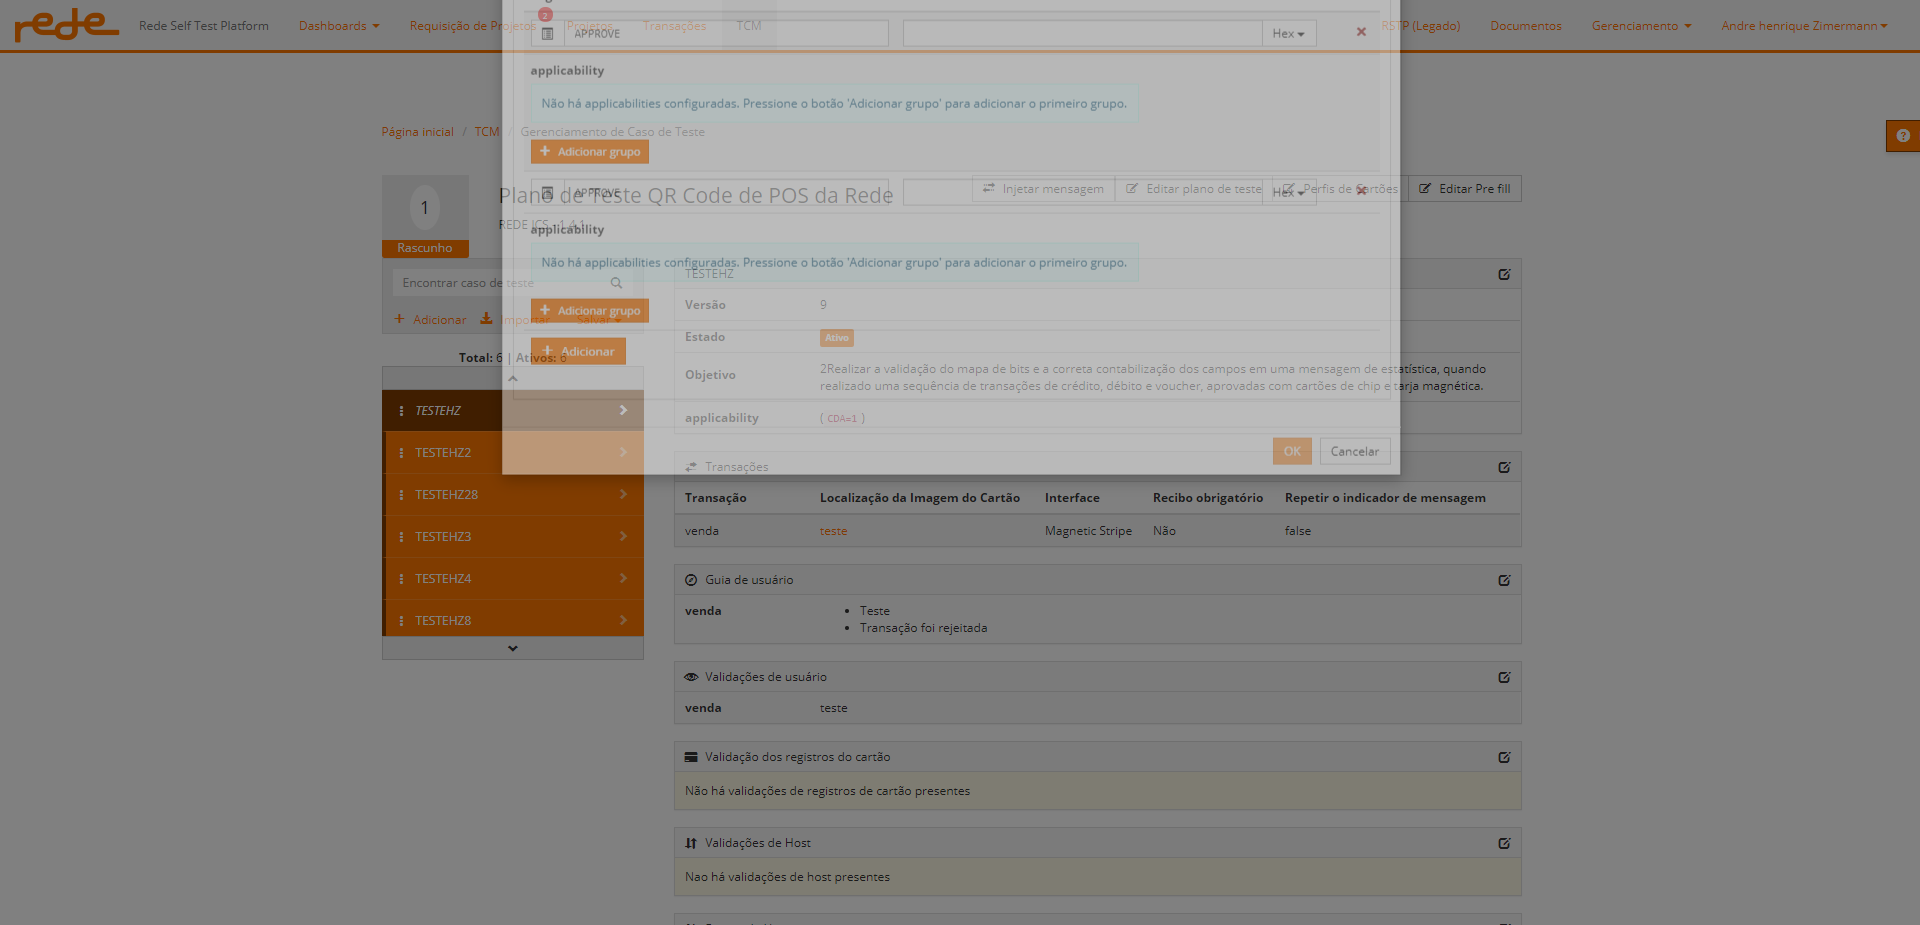 rede
Rede Self Test Platform
Dashboards
Requisição de Projetos
Projetos
Transações
TCM
RSTP (Legado)
Documentos
Gerenciamento
Andre henrique Zimermann
2
APPROVE
Hex
applicability
Não há applicabilities configuradas. Pressione o botão 'Adicionar grupo' para adicionar o primeiro grupo.
Página inicial / TCM / Gerenciamento de Caso de Teste
Adicionar grupo
1
Rascunho
Plano de Teste QR Code de POS da Rede
REDE ICS - 1.4.1
APPROVE
Hex
Injetar mensagem
Editar plano de teste
Perfis de Cartões
Editar Pre fill
applicability
Não há applicabilities configuradas. Pressione o botão 'Adicionar grupo' para adicionar o primeiro grupo.
Adicionar grupo
Adicionar
OK
Cancelar
Encontrar caso de teste
Adicionar
Importar
Salvar
Total: 6 | Ativos: 6
TESTEHZ
TESTEHZ2
TESTEHZ28
TESTEHZ3
TESTEHZ4
TESTEHZ8
TESTEHZ
Versão 9
Estado Ativo
Objetivo 2Realizar a validação do mapa de bits e a correta contabilização dos campos em uma mensagem de estatística, quando
realizado uma sequência de transações de crédito, débito e voucher, aprovadas com cartões de chip e tarja magnética.
applicability ( CDA=1 )
Transações
Transação Localização da Imagem do Cartão Interface Recibo obrigatório Repetir o indicador de mensagem
venda teste Magnetic Stripe Não false
Guia de usuário
venda
Teste
Transação foi rejeitada
Validações de usuário
venda teste
Validação dos registros do cartão
Não há validações de registros de cartão presentes
Validações de Host
Nao há validações de host presentes